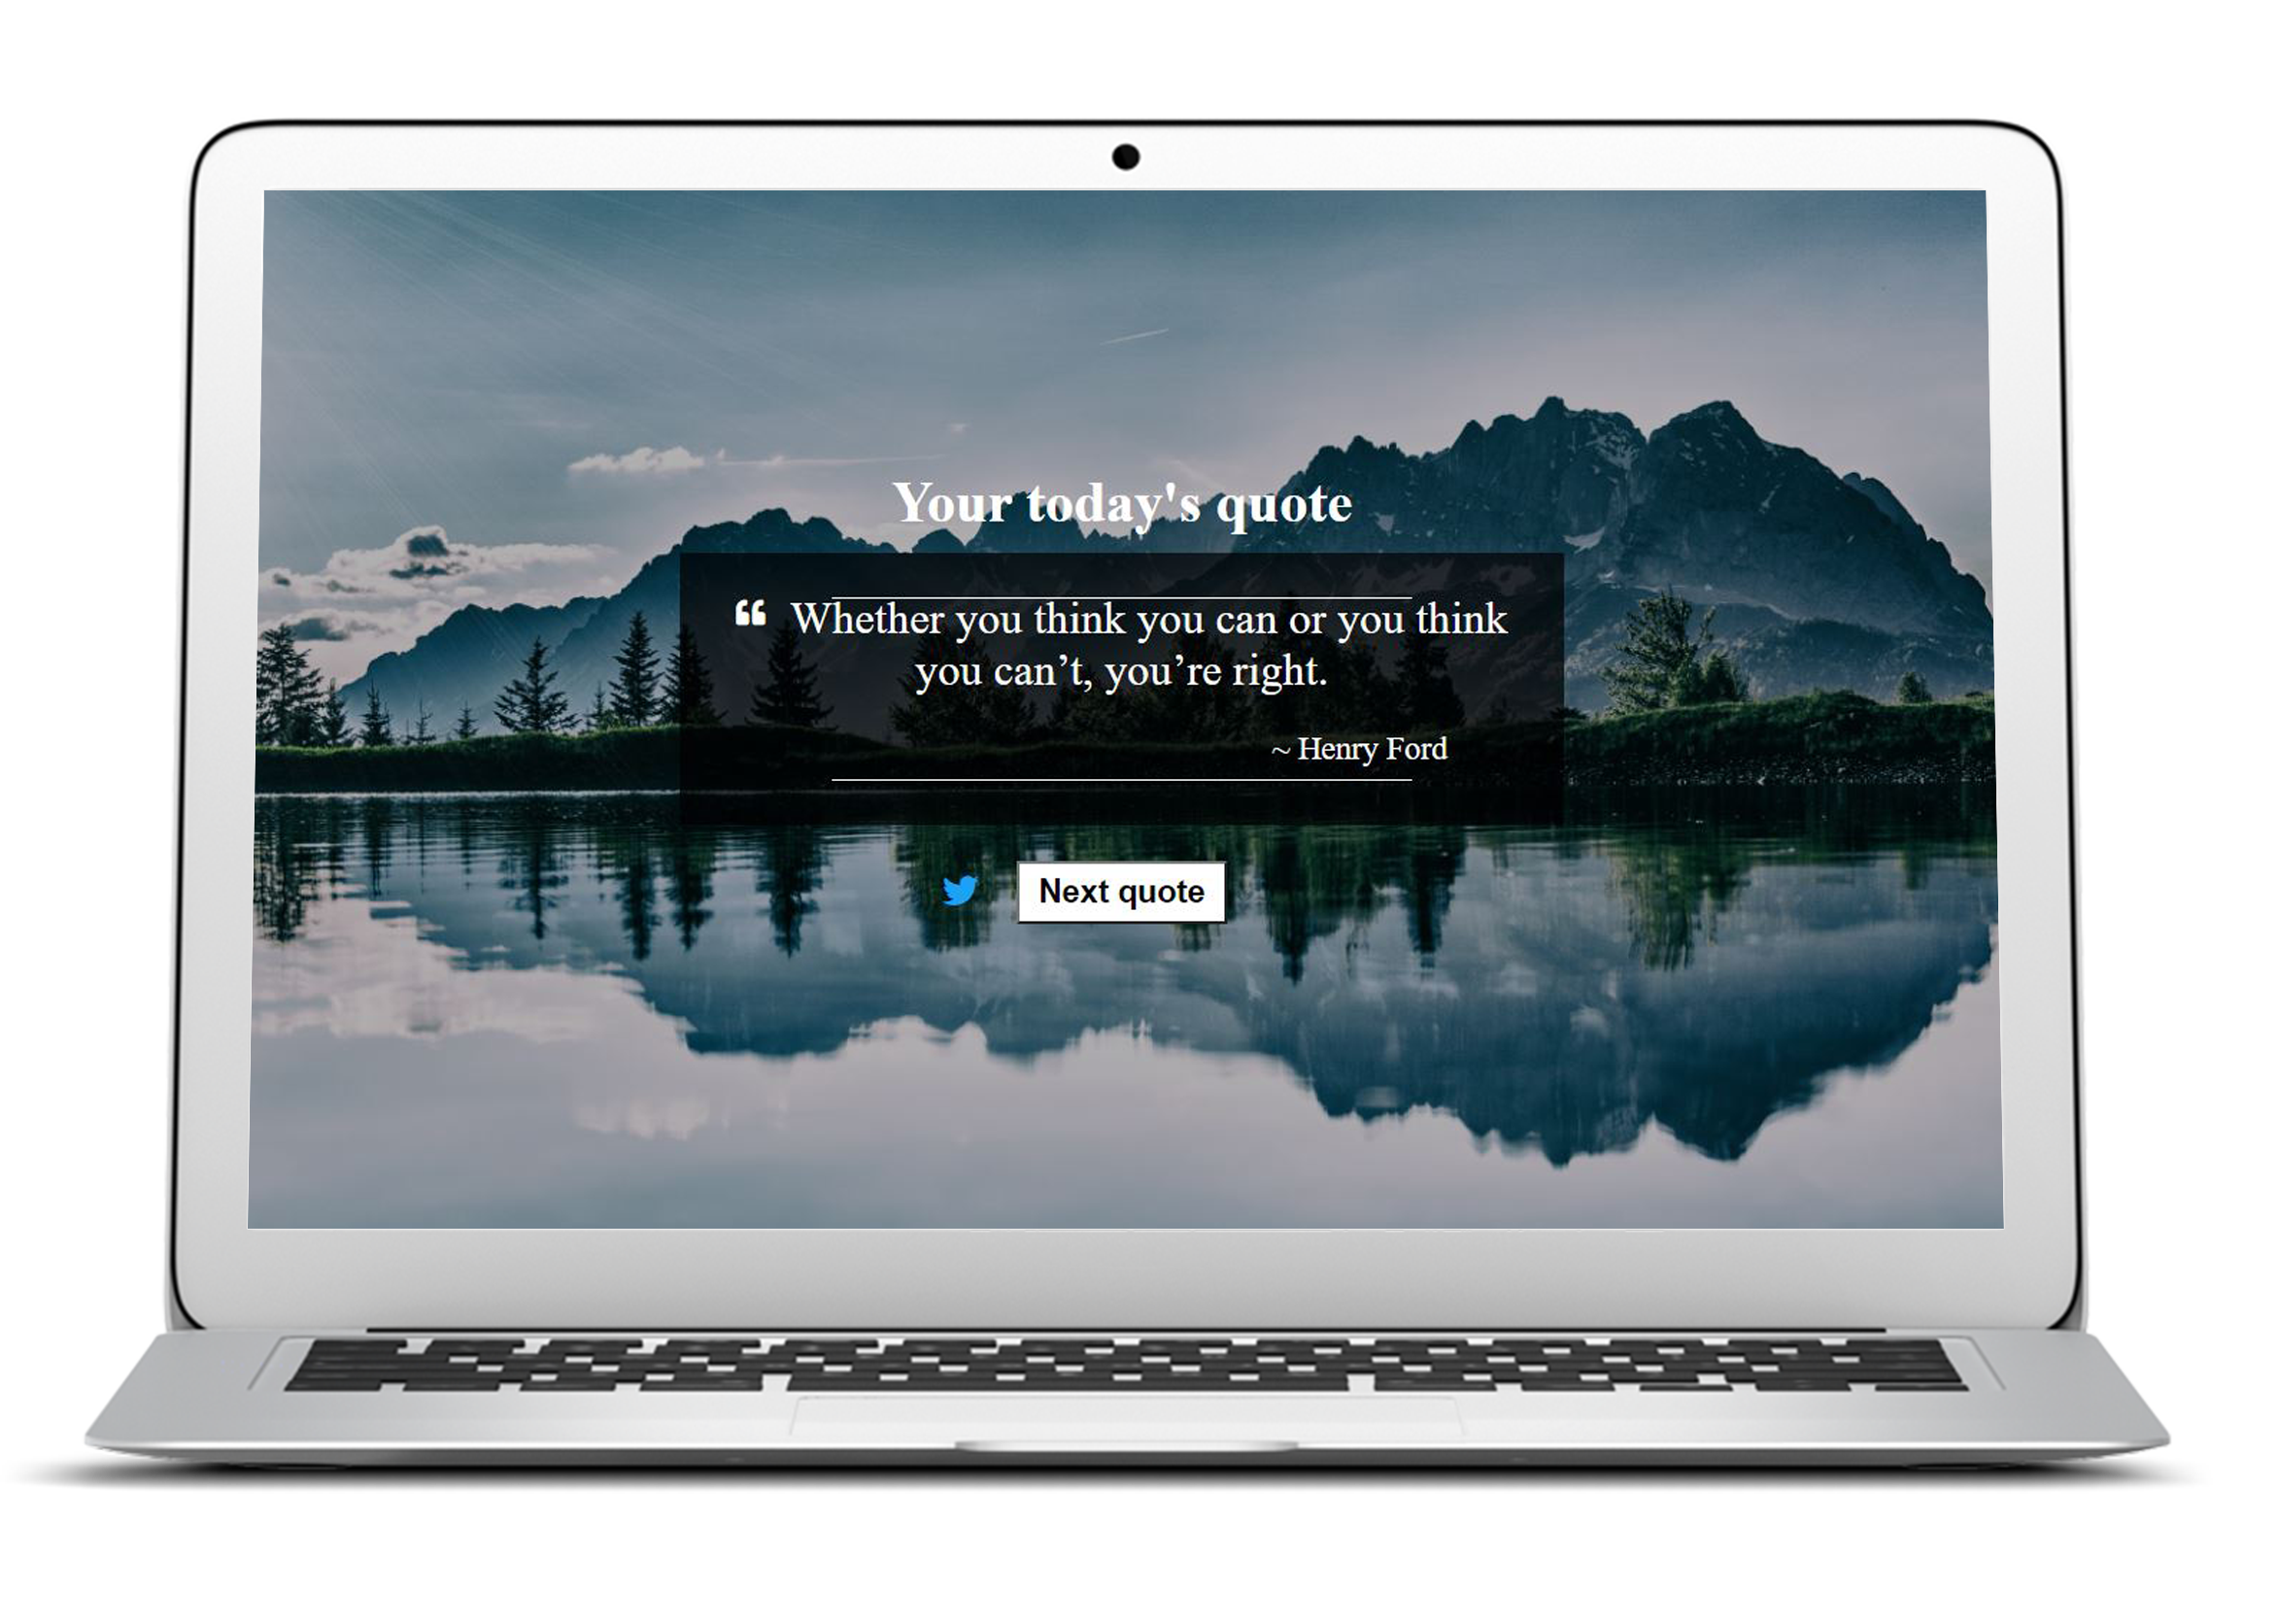 Your today's quote
“ Whether you think you can or you think
you can’t, you’re right.
~ Henry Ford
Next quote